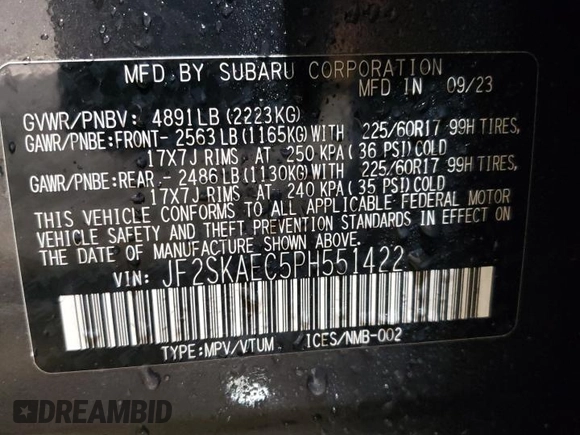 MFD BY SUBARU CORPORATION
MFD IN 09/23
GVWR/PNBV: 4891LB(2223KG)
GAWR/PNBE:FRONT- 2563LB(1165KG)WITH 225/60R17 99H TIRES,
17X7J RIMS AT 250KPA( 36 PSI)COLD
GAWR/PNBE:REAR - 2486LB(1130KG)WITH 225/60R17 99H TIRES,
17X7J RIMS AT 240KPA( 35 PSI)COLD
THIS VEHICLE CONFORMS TO ALL APPLICABLE FEDERAL MOTOR
VEHICLE SAFETY AND THEFT PREVENTION STANDARDS IN EFFECT ON
THE DATE OF MANUFACTURE SHOWN ABOVE.
VIN: JF2SKAEC5PH551422
TYPE:MPV/VTUM ICES/NMB-002
DREAMBID